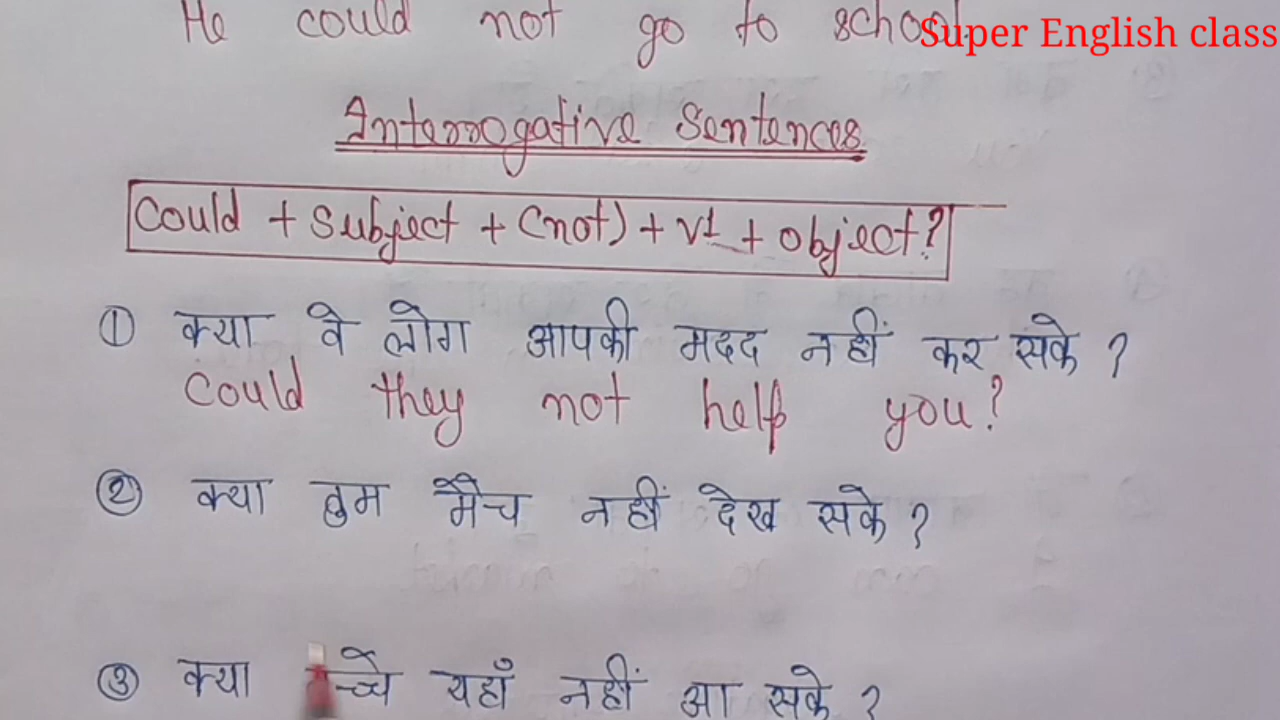 He could not go to school.
Super English class
Interrogative Sentences
Could + Subject + (not) + V1 + object?
① क्या वे लोग आपकी मदद नहीं कर सके ?
Could they not help you?
② क्या तुम मैच नहीं देख सके ?
③ क्या यहाँ नहीं आ सके ?